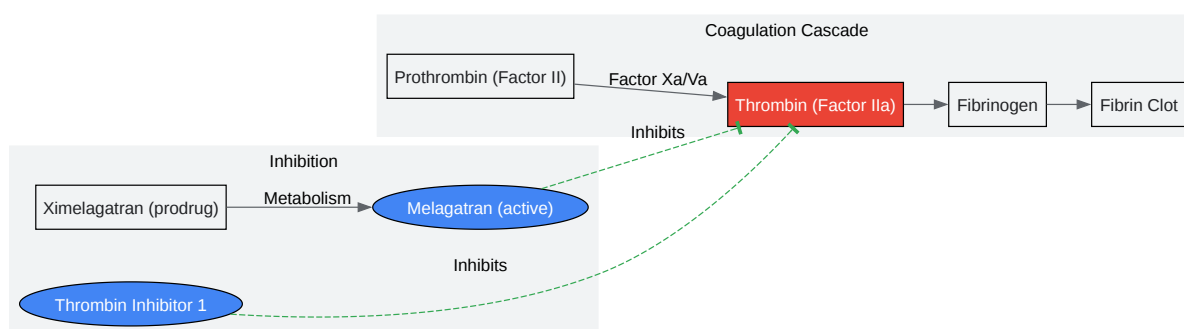 Coagulation Cascade
Prothrombin (Factor II)
Factor Xa/Va
Thrombin (Factor IIa)
Fibrinogen
Fibrin Clot
Inhibits
Inhibition
Ximelagatran (prodrug)
Metabolism
Melagatran (active)
Inhibits
Thrombin Inhibitor 1